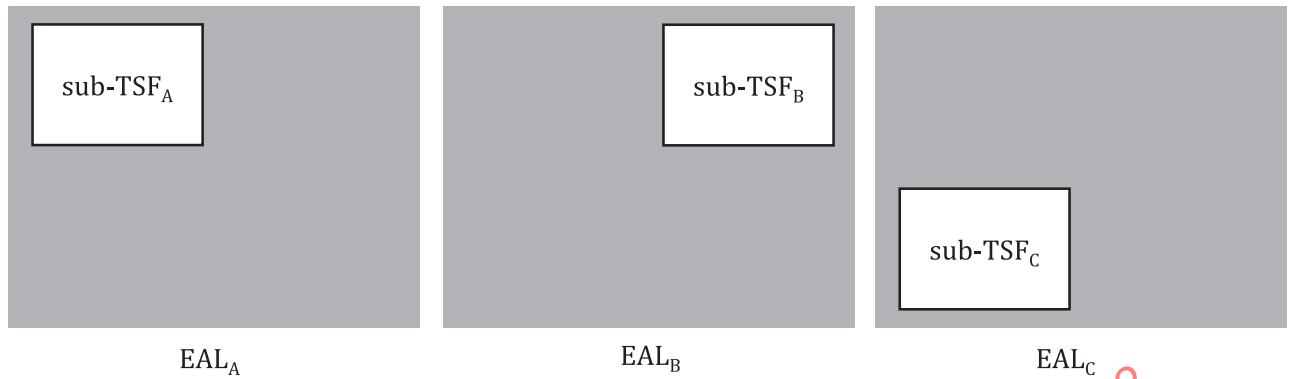 sub-TSF_A
sub-TSF_B
sub-TSF_C
EAL_A
EAL_B
EAL_C